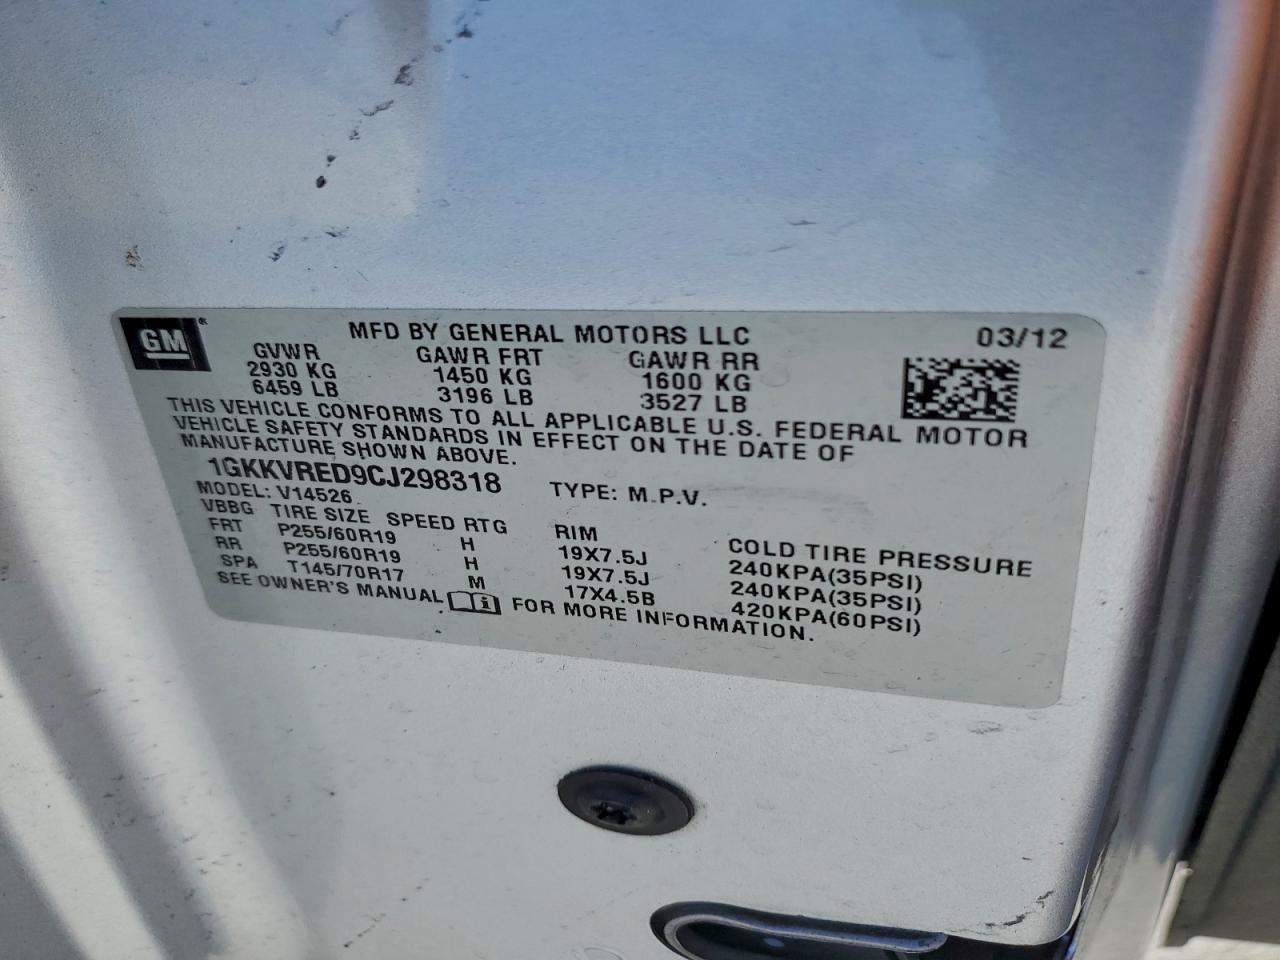 GM ® MFD BY GENERAL MOTORS LLC 03/12
GVWR GAWR FRT GAWR RR
2930 KG 1450 KG 1600 KG
6459 LB 3196 LB 3527 LB
THIS VEHICLE CONFORMS TO ALL APPLICABLE U.S. FEDERAL MOTOR
VEHICLE SAFETY STANDARDS IN EFFECT ON THE DATE OF
MANUFACTURE SHOWN ABOVE.
1GKKVRED9CJ298318 TYPE: M.P.V.
MODEL: V14526
VBBG TIRE SIZE SPEED RTG RIM COLD TIRE PRESSURE
FRT P255/60R19 H 19X7.5J 240KPA(35PSI)
RR P255/60R19 H 19X7.5J 240KPA(35PSI)
SPA T145/70R17 M 17X4.5B 420KPA(60PSI)
SEE OWNER'S MANUAL i FOR MORE INFORMATION.